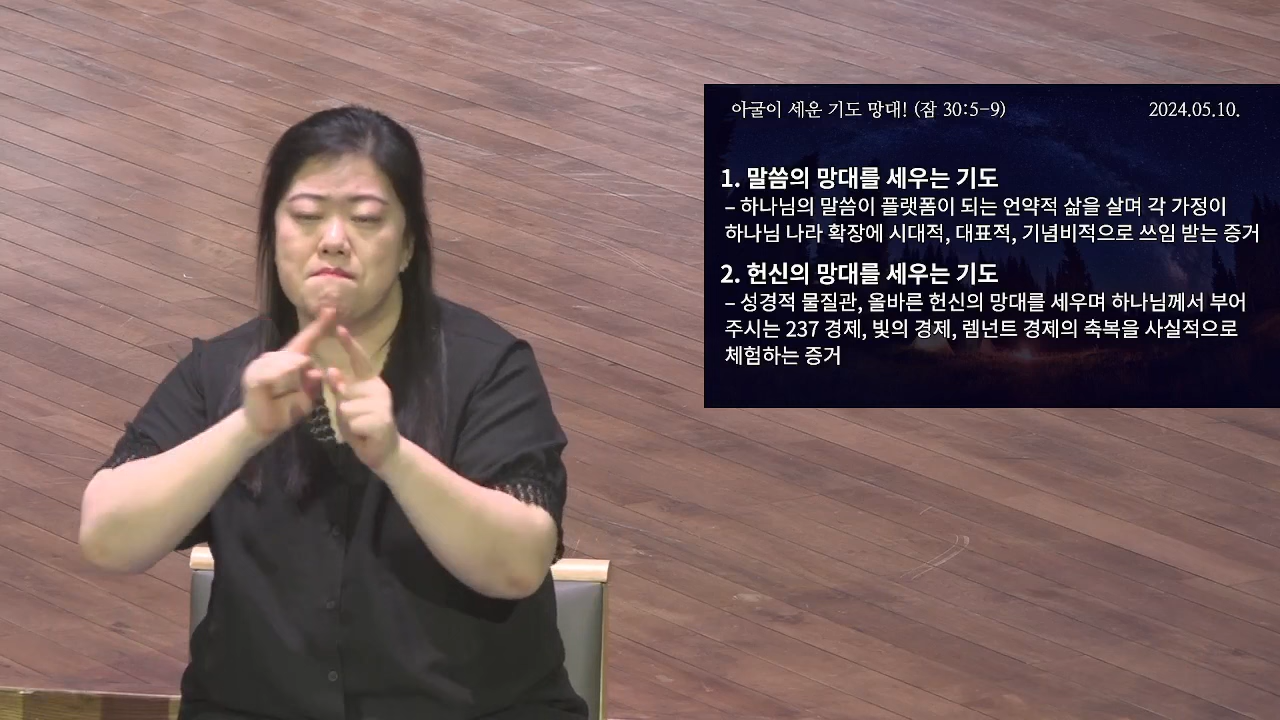 아굴이 세운 기도 망대! (잠 30:5-9) 2024.05.10.
1. 말씀의 망대를 세우는 기도
– 하나님의 말씀이 플랫폼이 되는 언약적 삶을 살며 각 가정이
하나님 나라 확장에 시대적, 대표적, 기념비적으로 쓰임 받는 증거
2. 헌신의 망대를 세우는 기도
– 성경적 물질관, 올바른 헌신의 망대를 세우며 하나님께서 부어
주시는 237 경제, 빛의 경제, 렘넌트 경제의 축복을 사실적으로
체험하는 증거